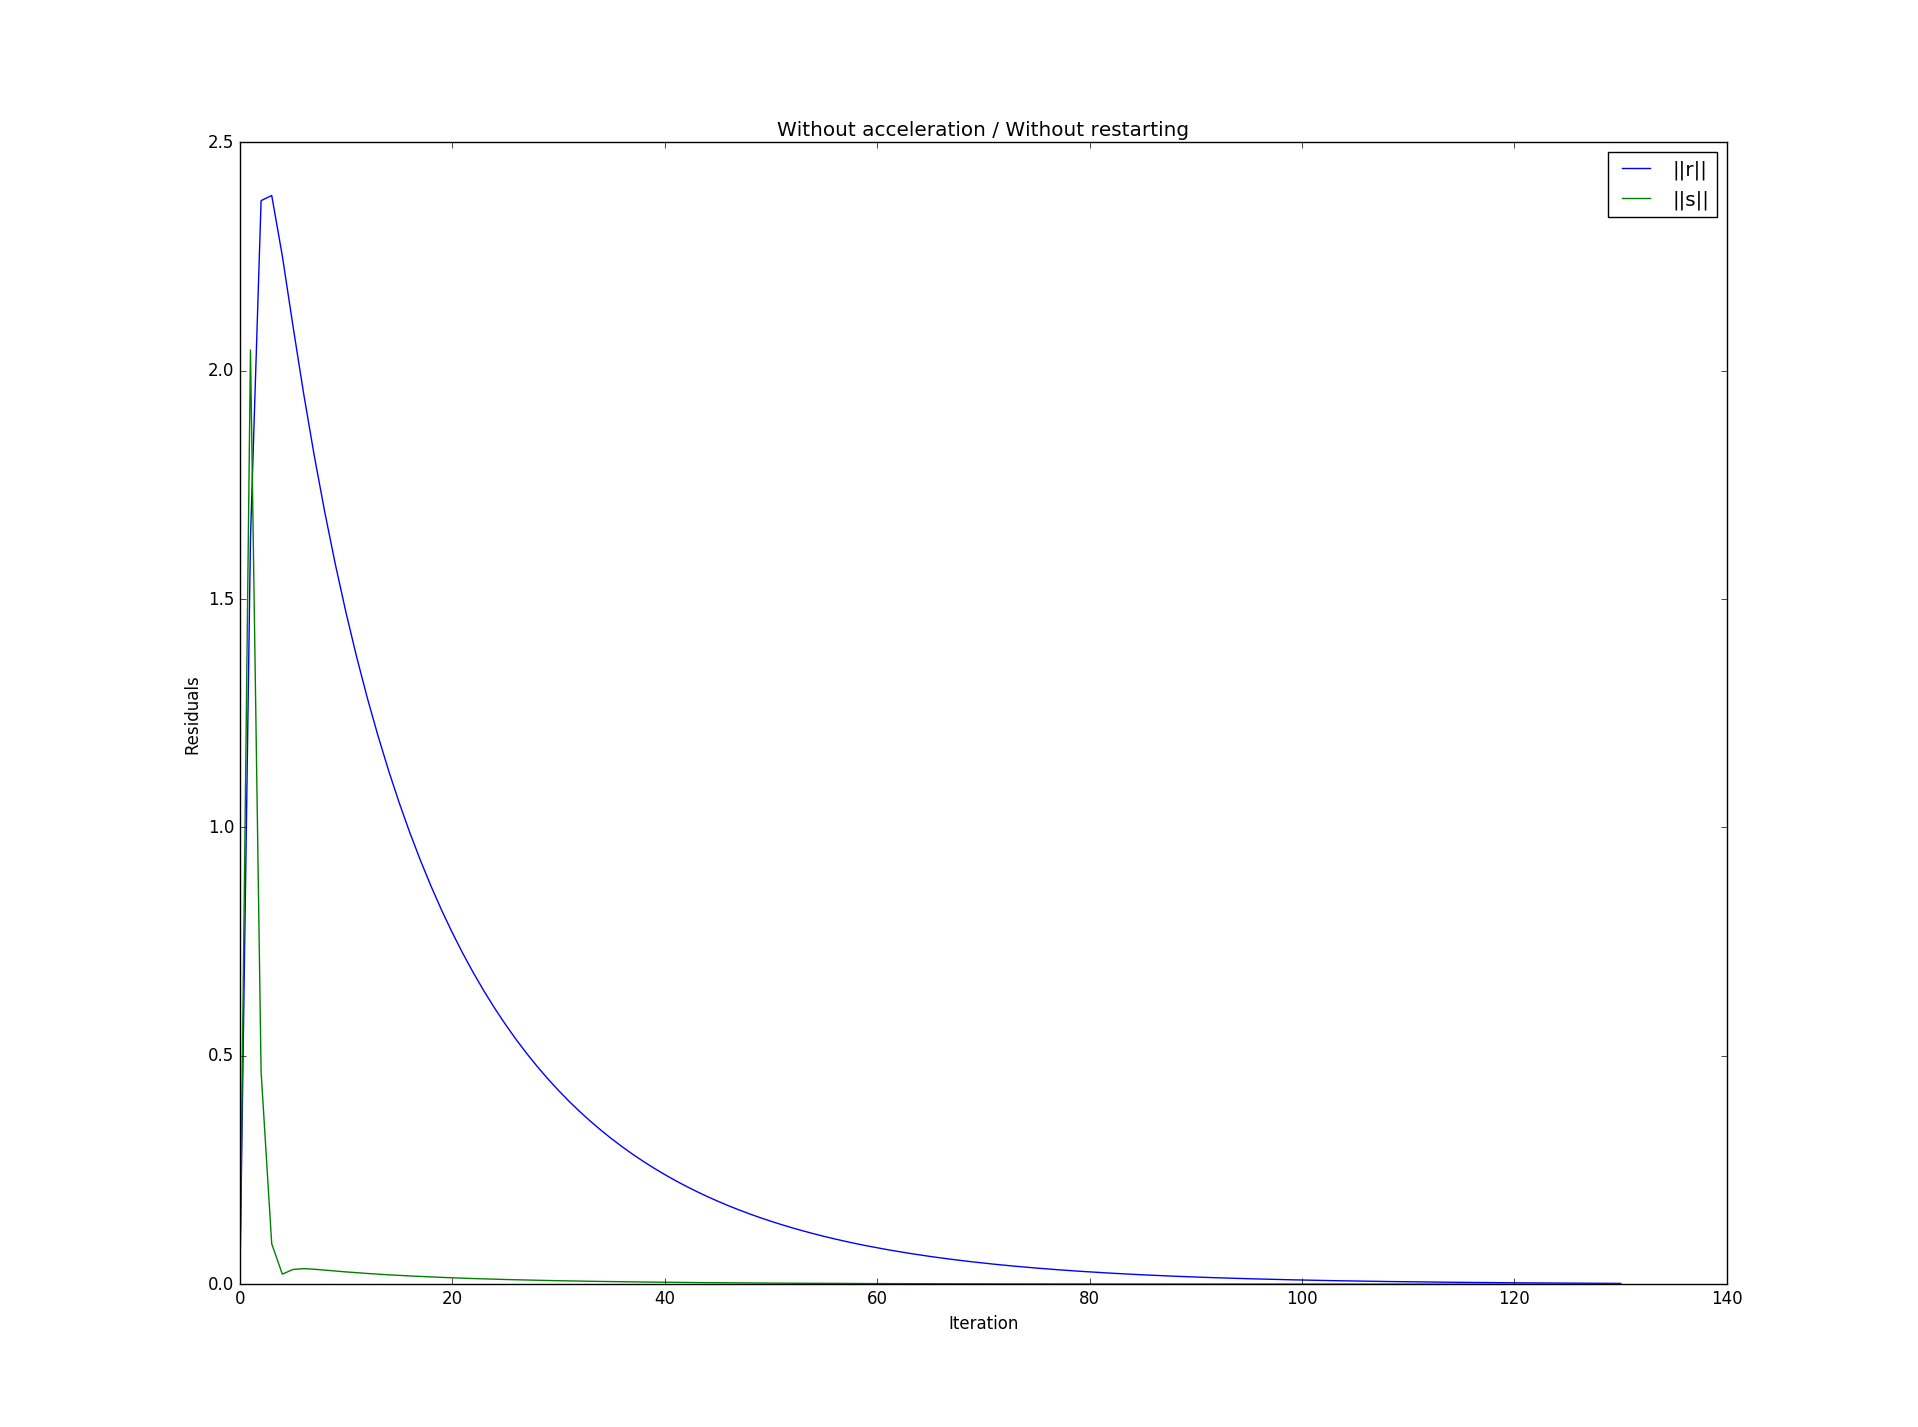 Without acceleration / Without restarting
2.5
2.0
1.5
1.0
0.5
0.0
Residuals
||r||
||s||
0 20 40 60 80 100 120 140
Iteration